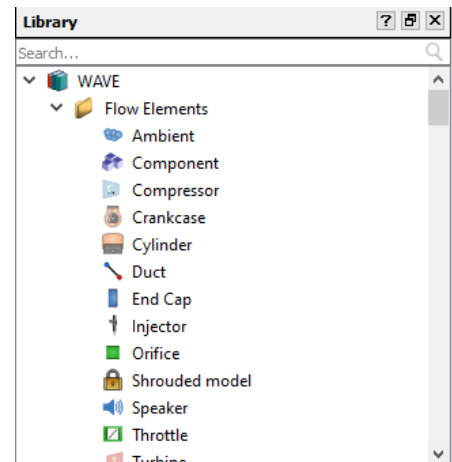 Library
Search...
WAVE
Flow Elements
Ambient
Component
Compressor
Crankcase
Cylinder
Duct
End Cap
Injector
Orifice
Shrouded model
Speaker
Throttle
Turbine